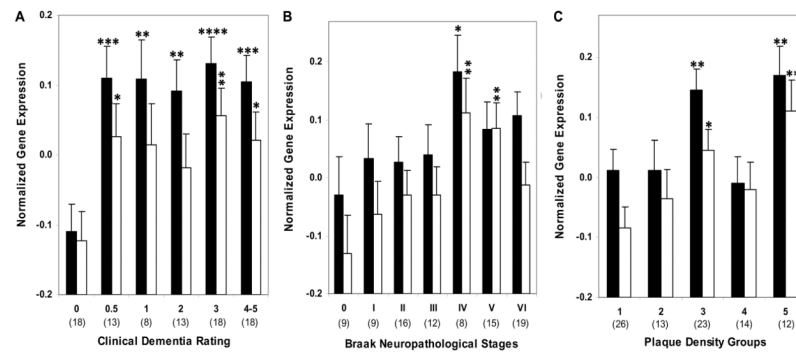 A
Normalized Gene Expression
0.2
0.1
0.0
-0.1
-0.2
*** ** ** **** ***
* ** *
0 0.5 1 2 3 4-5
(18) (13) (8) (13) (18) (18)
Clinical Dementia Rating
B
Normalized Gene Expression
0.2
0.1
0.0
-0.1
-0.2
*
** **
0 I II III IV V VI
(9) (9) (16) (12) (8) (15) (19)
Braak Neuropathological Stages
C
Normalized Gene Expression
0.2
0.1
0.0
-0.1
-0.2
** **
* **
1 2 3 4 5
(26) (13) (23) (14) (12)
Plaque Density Groups